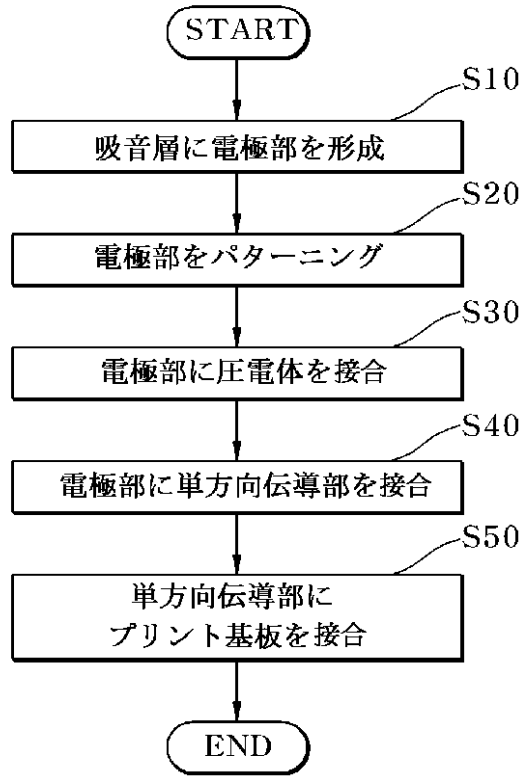 START
S10
吸音層に電極部を形成
S20
電極部をパターニング
S30
電極部に圧電体を接合
S40
電極部に単方向伝導部を接合
S50
単方向伝導部に
プリント基板を接合
END